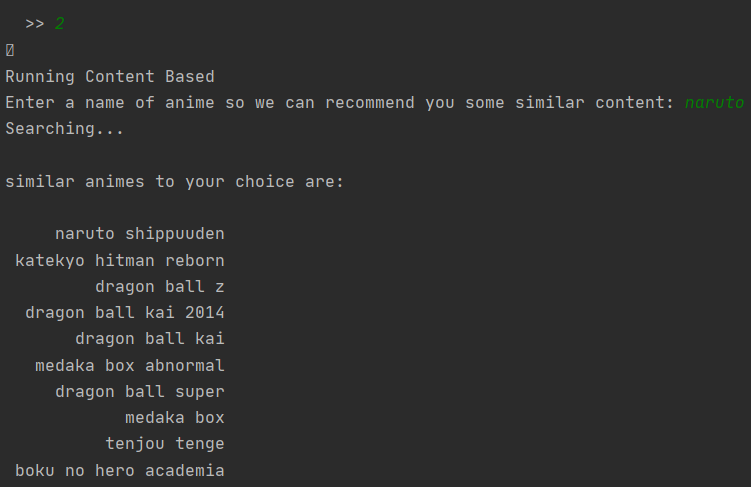 >> 2
Running Content Based
Enter a name of anime so we can recommend you some similar content: naruto
Searching...
similar animes to your choice are:
naruto shippuuden
katekyo hitman reborn
dragon ball z
dragon ball kai 2014
dragon ball kai
medaka box abnormal
dragon ball super
medaka box
tenjou tenge
boku no hero academia